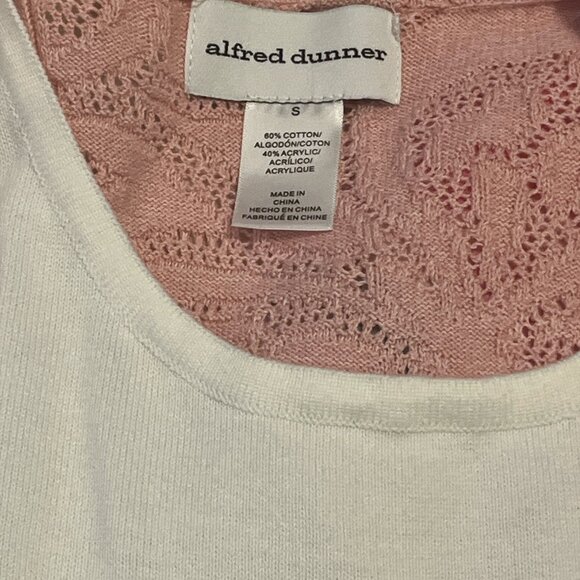 alfred dunner
S
60% COTTON/
ALGODÓN/COTON
40% ACRYLIC/
ACRÍLICO/
ACRYLIQUE
MADE IN
CHINA
HECHO EN CHINA
FABRIQUÉ EN CHINE